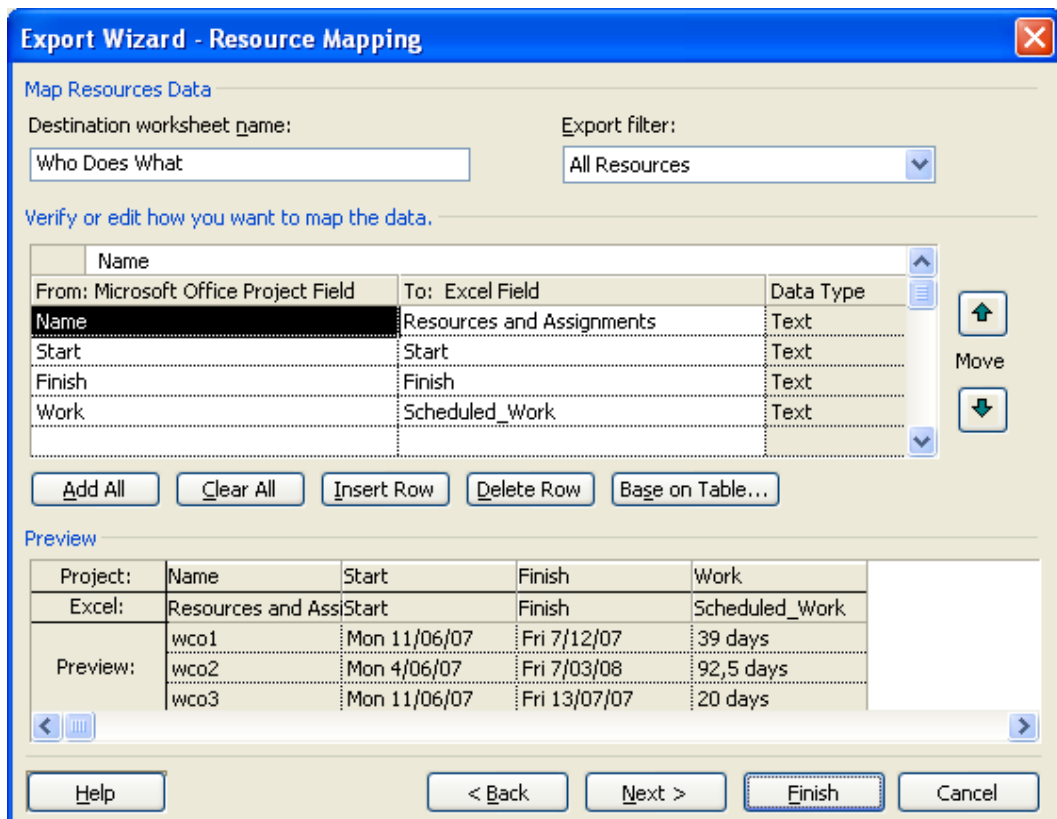 Export Wizard - Resource Mapping
Map Resources Data
Destination worksheet name: Export filter:
Who Does What All Resources
Verify or edit how you want to map the data.
Name
From: Microsoft Office Project Field To: Excel Field Data Type
Name Resources and Assignments Text
Start Start Text
Move
Finish Finish Text
Work Scheduled_Work Text
Add All Clear All Insert Row Delete Row Base on Table...
Preview
Project: Name Start Finish Work
Excel: Resources and Assi Start Finish Scheduled_Work
wco1 Mon 11/06/07 Fri 7/12/07 39 days
Preview: wco2 Mon 4/06/07 Fri 7/03/08 92,5 days
wco3 Mon 11/06/07 Fri 13/07/07 20 days
Help < Back Next > Finish Cancel